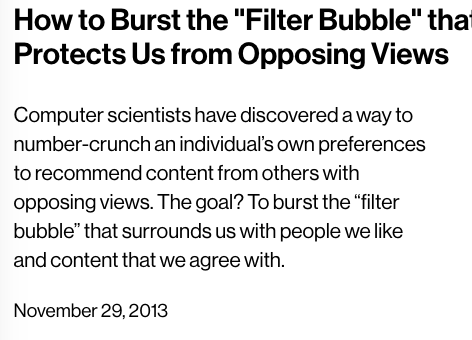 How to Burst the "Filter Bubble" that
Protects Us from Opposing Views
Computer scientists have discovered a way to
number-crunch an individual’s own preferences
to recommend content from others with
opposing views. The goal? To burst the “filter
bubble” that surrounds us with people we like
and content that we agree with.
November 29, 2013